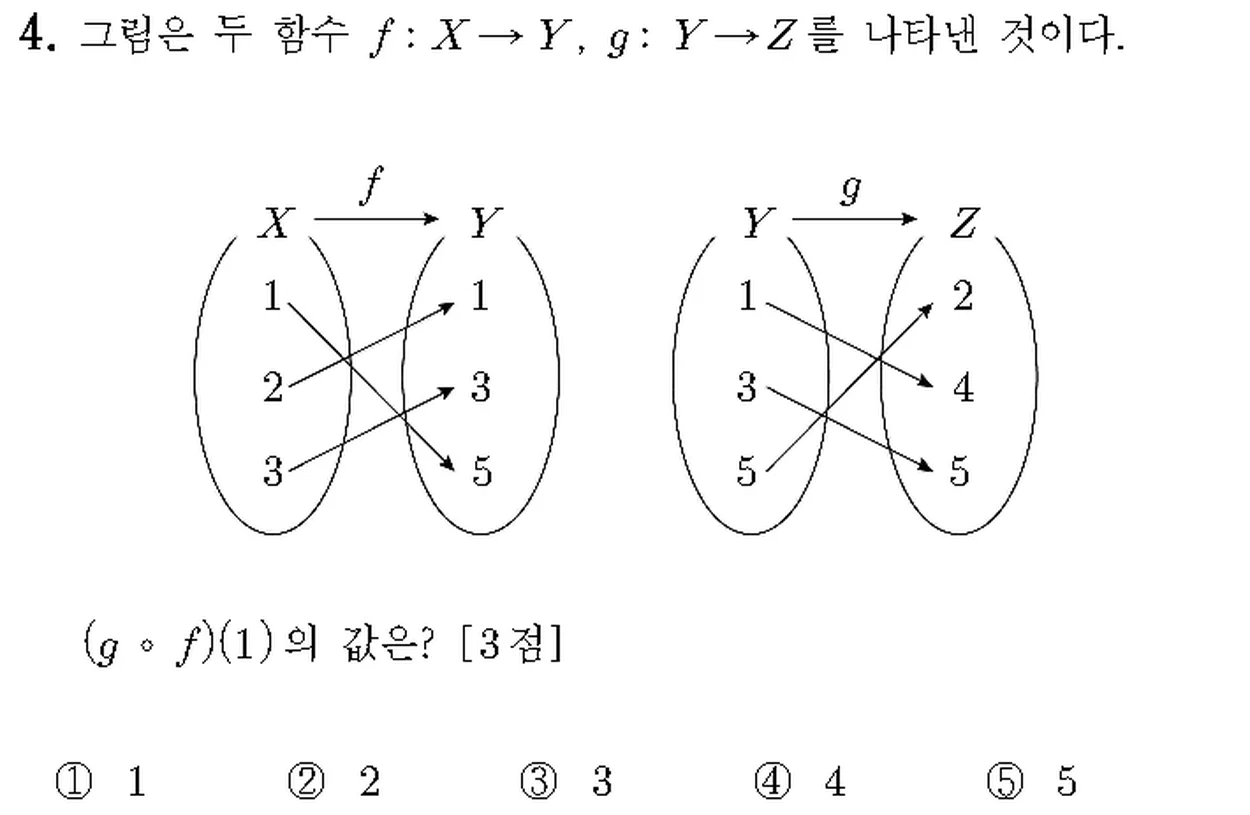 4. 그림은 두 함수 f : X → Y, g : Y → Z를 나타낸 것이다.
f g
X Y Y Z
1 1 1 2
2 3 3 4
3 5 5 5
(g ∘ f)(1)의 값은? [3점]
① 1 ② 2 ③ 3 ④ 4 ⑤ 5